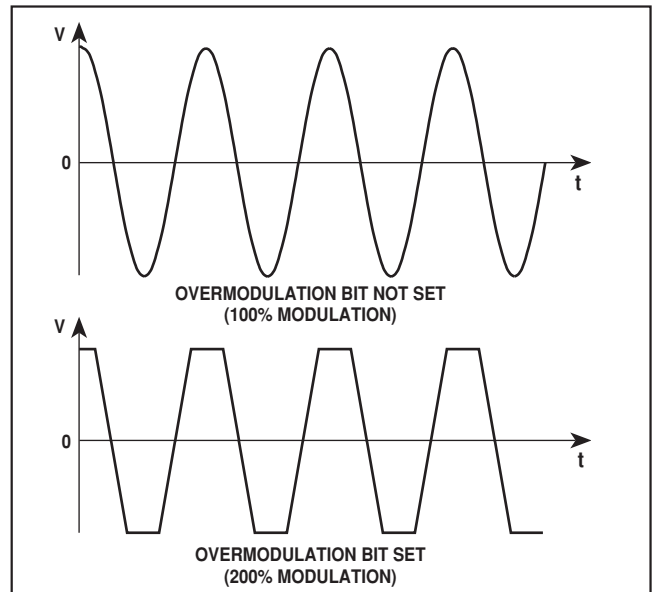 V
0
t
OVERMODULATION BIT NOT SET
(100% MODULATION)
V
0
t
OVERMODULATION BIT SET
(200% MODULATION)